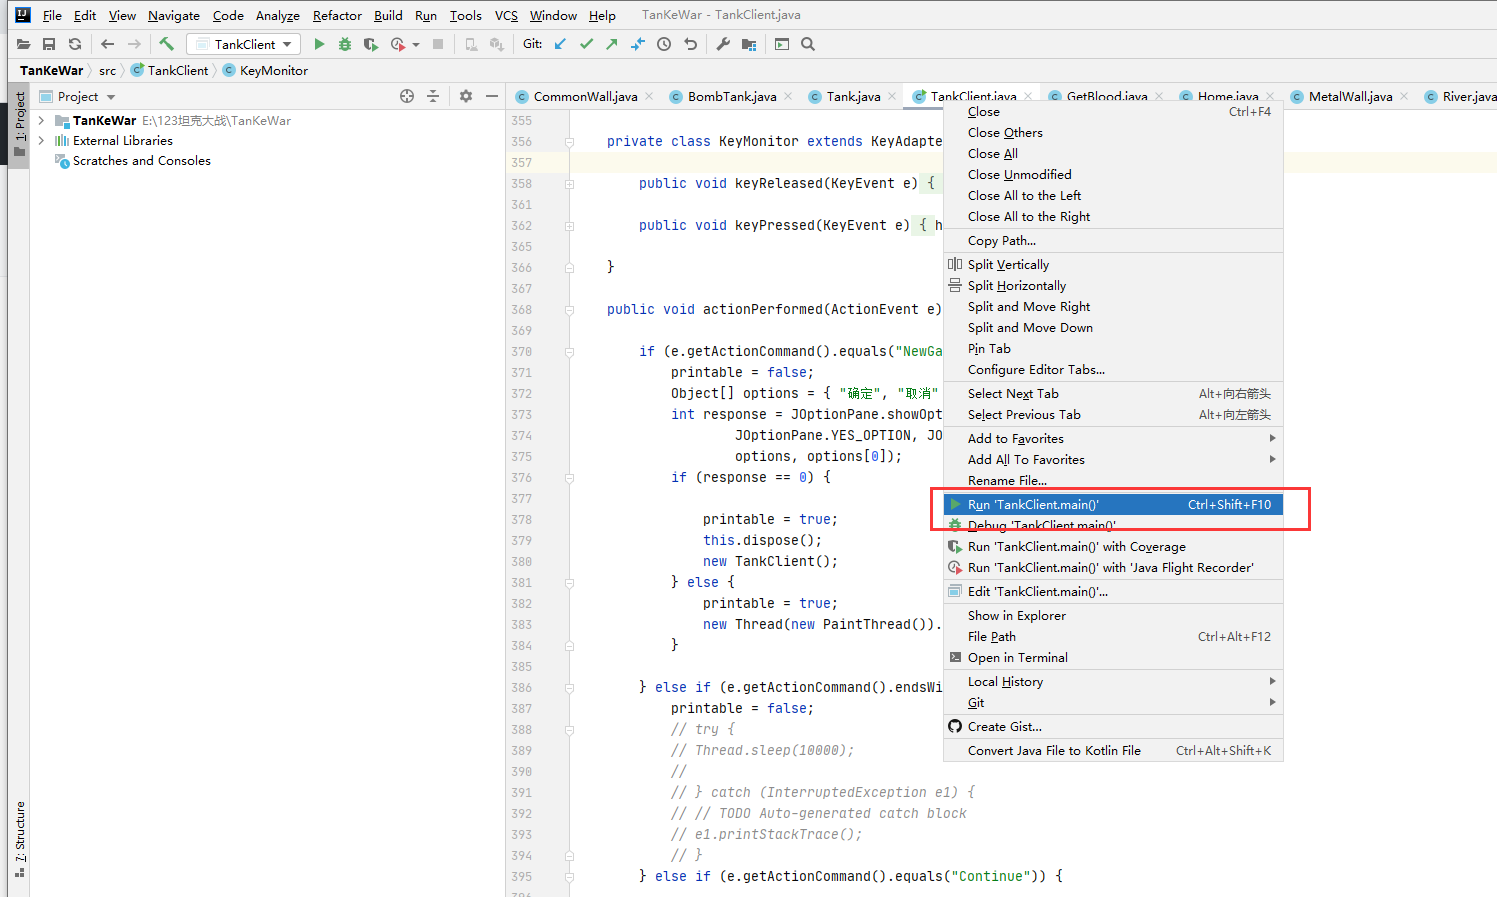 File Edit View Navigate Code Analyze Refactor Build Run Tools VCS Window Help TanKeWar - TankClient.java
TankClient Git:
TanKeWar src TankClient KeyMonitor
Project
CommonWall.java BombTank.java Tank.java TankClient.java GetBlood.java Home.java MetalWall.java River.java
1: Project
TanKeWar E:\123坦克大战\TanKeWar
External Libraries
Scratches and Consoles
7: Structure
355
356 private class KeyMonitor extends KeyAdapte
357
358 public void keyReleased(KeyEvent e) {
361
362 public void keyPressed(KeyEvent e) { h
365
366 }
367
368 public void actionPerformed(ActionEvent e)
369
370 if (e.getActionCommand().equals("NewGa
371 printable = false;
372 Object[] options = { "确定", "取消"
373 int response = JOptionPane.showOpt
374 JOptionPane.YES_OPTION, JO
375 options, options[0]);
376 if (response == 0) {
377
378 printable = true;
379 this.dispose();
380 new TankClient();
381 } else {
382 printable = true;
383 new Thread(new PaintThread()).
384 }
385
386 } else if (e.getActionCommand().endsWi
387 printable = false;
388 // try {
389 // Thread.sleep(10000);
390 //
391 // } catch (InterruptedException e1) {
392 // // TODO Auto-generated catch block
393 // e1.printStackTrace();
394 // }
395 } else if (e.getActionCommand().equals("Continue")) {
Close Ctrl+F4
Close Others
Close All
Close Unmodified
Close All to the Left
Close All to the Right
Copy Path...
Split Vertically
Split Horizontally
Split and Move Right
Split and Move Down
Pin Tab
Configure Editor Tabs...
Select Next Tab Alt+向右箭头
Select Previous Tab Alt+向左箭头
Add to Favorites
Add All To Favorites
Rename File...
Run 'TankClient.main()' Ctrl+Shift+F10
Debug 'TankClient.main()'
Run 'TankClient.main()' with Coverage
Run 'TankClient.main()' with 'Java Flight Recorder'
Edit 'TankClient.main()'...
Show in Explorer
File Path Ctrl+Alt+F12
Open in Terminal
Local History
Git
Create Gist...
Convert Java File to Kotlin File Ctrl+Alt+Shift+K